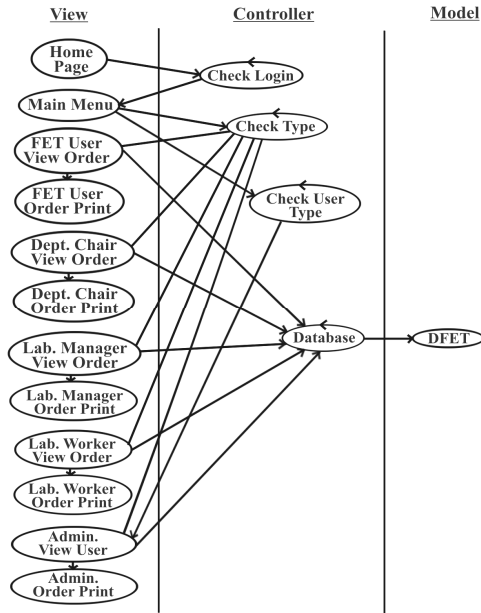 View
Controller
Model
Home
Page
Check Login
Main Menu
Check Type
FET User
View Order
FET User
Order Print
Check User
Type
Dept. Chair
View Order
Dept. Chair
Order Print
Database
DFET
Lab. Manager
View Order
Lab. Manager
Order Print
Lab. Worker
View Order
Lab. Worker
Order Print
Admin.
View User
Admin.
Order Print